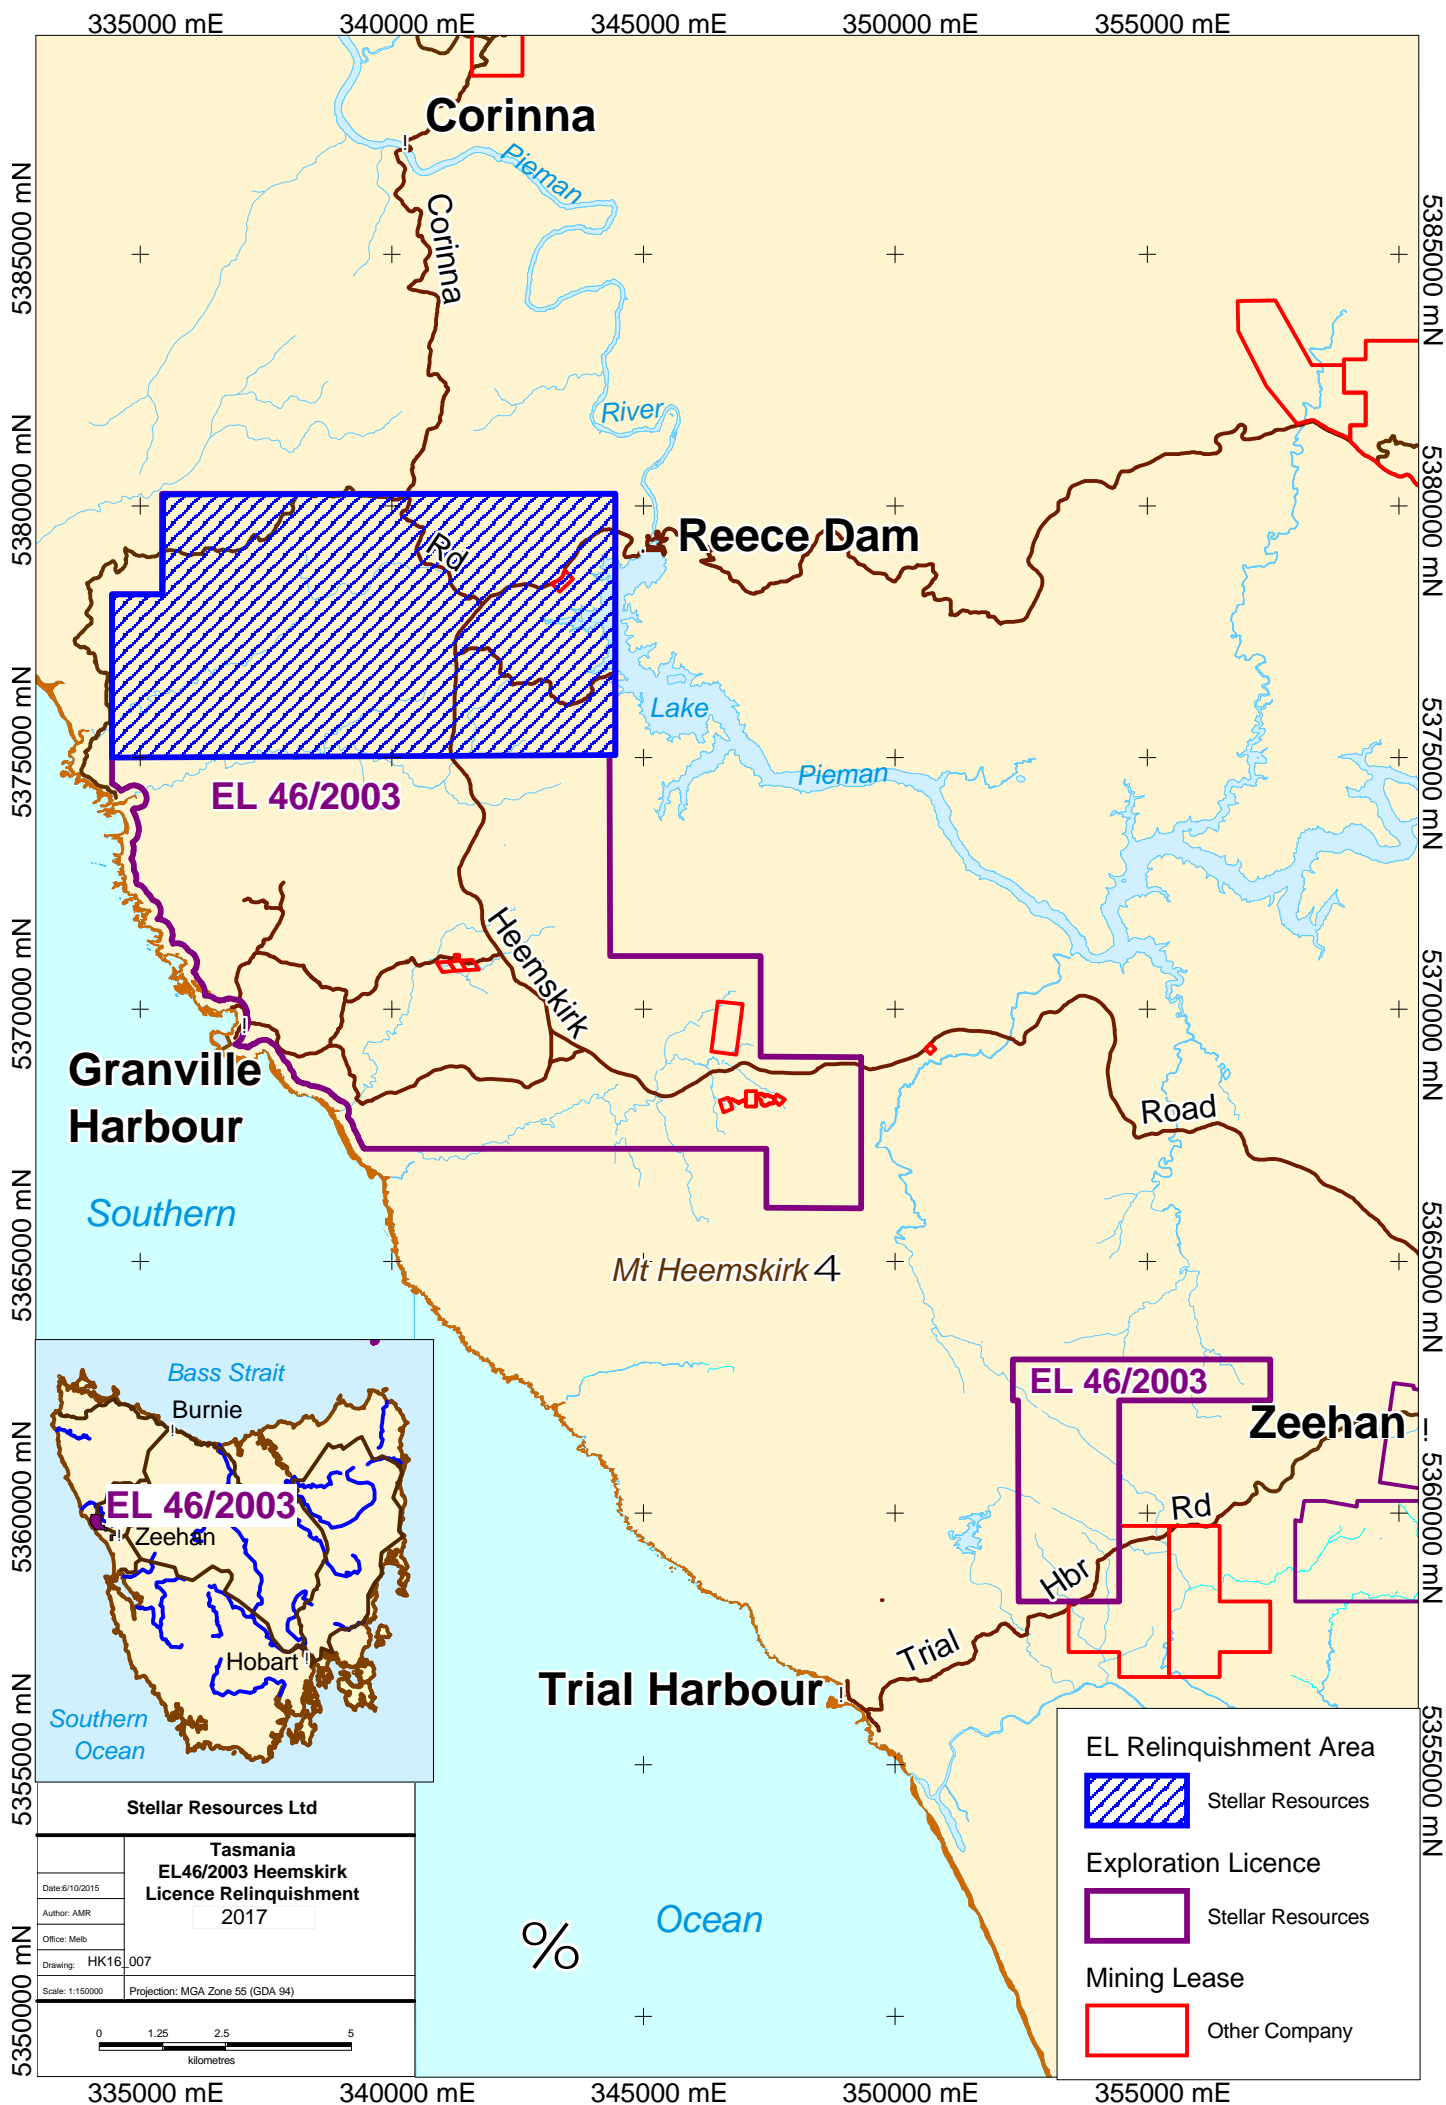 335000 mE 340000 mE 345000 mE 350000 mE 355000 mE
Corinna
Pieman
Corinna
5385000 mN
5385000 mN
River
5380000 mN
5380000 mN
Reece Dam
Rd
Lake
5375000 mN
5375000 mN
Pieman
EL 46/2003
Heemskirk
5370000 mN
5370000 mN
Granville
Harbour
Road
Southern
5365000 mN
5365000 mN
Mt Heemskirk 4
EL 46/2003
Zeehan
5360000 mN
5360000 mN
Rd
Hbr
Trial
Trial Harbour
Bass Strait
Burnie
EL 46/2003
Zeehan
Hobart
Southern
Ocean
5355000 mN
5355000 mN
Stellar Resources Ltd
Tasmania
EL46/2003 Heemskirk
Licence Relinquishment
2017
Date:6/10/2015
Author: AMR
Office: Melb
Drawing: HK16_007
Scale: 1:150000 Projection: MGA Zone 55 (GDA 94)
0 1.25 2.5 5
kilometres
%
Ocean
EL Relinquishment Area
Stellar Resources
Exploration Licence
Stellar Resources
Mining Lease
Other Company
5350000 mN
335000 mE 340000 mE 345000 mE 350000 mE 355000 mE